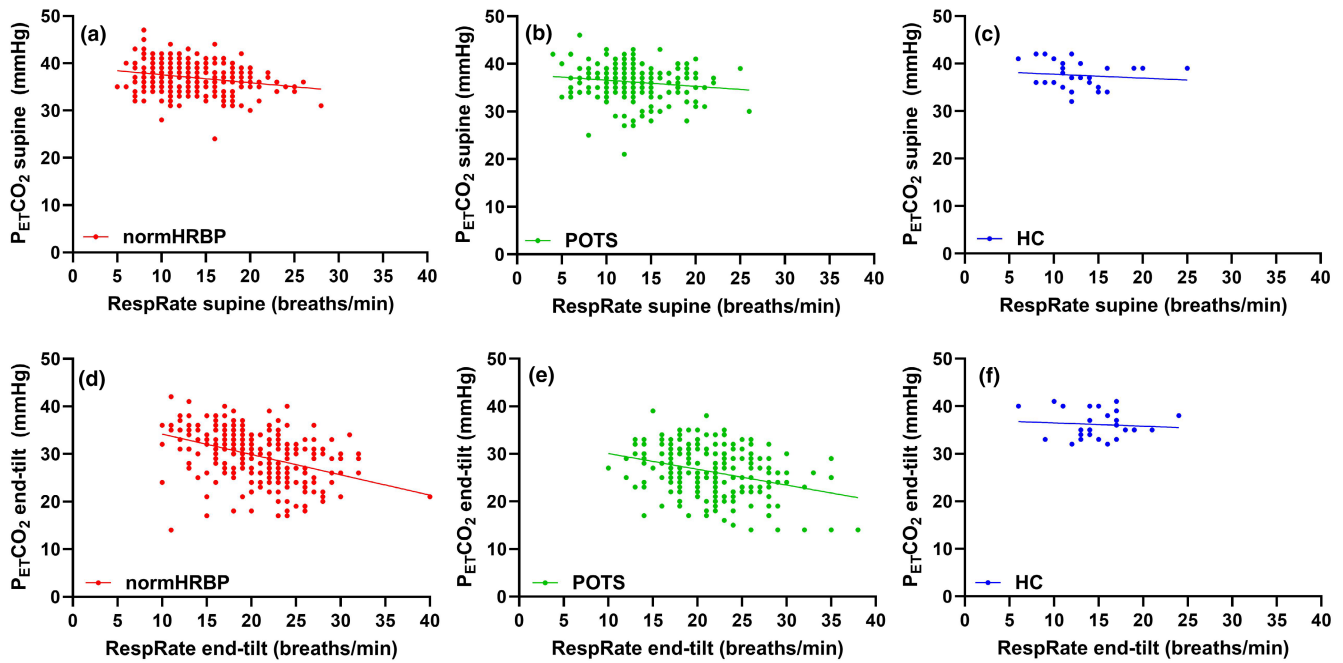 (a)
P_ETCO₂ supine (mmHg)
50
40
30
20
10
0
normHRBP
0 5 10 15 20 25 30 35 40
RespRate supine (breaths/min)
(b)
P_ETCO₂ supine (mmHg)
50
40
30
20
10
0
POTS
0 5 10 15 20 25 30 35 40
RespRate supine (breaths/min)
(c)
P_ETCO₂ supine (mmHg)
50
40
30
20
10
0
HC
0 5 10 15 20 25 30 35 40
RespRate supine (breaths/min)
(d)
P_ETCO₂ end-tilt (mmHg)
50
40
30
20
10
0
normHRBP
0 5 10 15 20 25 30 35 40
RespRate end-tilt (breaths/min)
(e)
P_ETCO₂ end-tilt (mmHg)
50
40
30
20
10
0
POTS
0 5 10 15 20 25 30 35 40
RespRate end-tilt (breaths/min)
(f)
P_ETCO₂ end-tilt (mmHg)
50
40
30
20
10
0
HC
0 5 10 15 20 25 30 35 40
RespRate end-tilt (breaths/min)